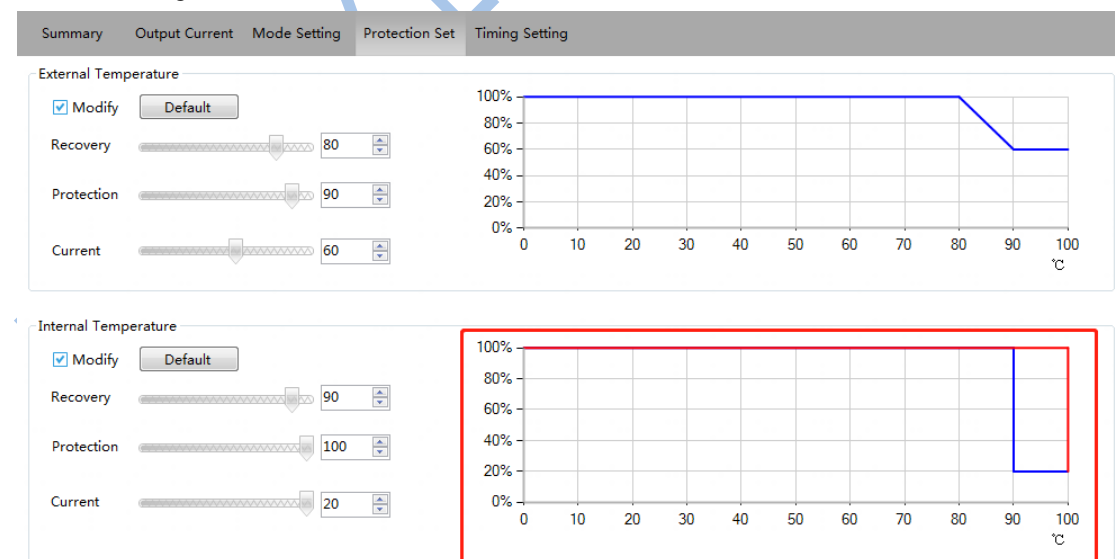 Summary Output Current Mode Setting Protection Set Timing Setting
External Temperature
Modify Default
Recovery 80
Protection 90
Current 60
100%
80%
60%
40%
20%
0%
0 10 20 30 40 50 60 70 80 90 100
℃
Internal Temperature
Modify Default
Recovery 90
Protection 100
Current 20
100%
80%
60%
40%
20%
0%
0 10 20 30 40 50 60 70 80 90 100
℃